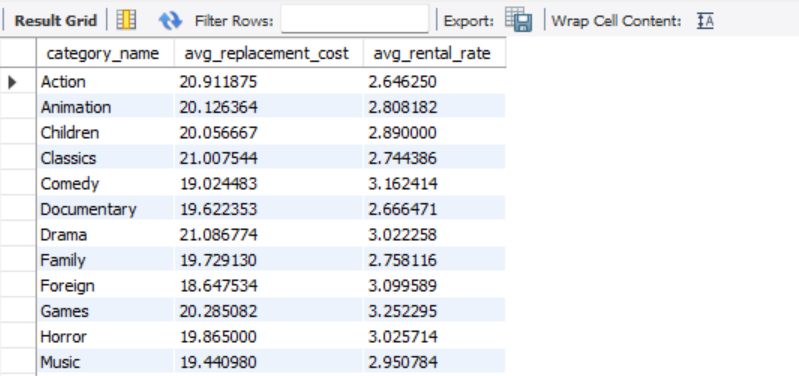 Result Grid Filter Rows: Export: Wrap Cell Content: IA
category_name avg_replacement_cost avg_rental_rate
Action 20.911875 2.646250
Animation 20.126364 2.808182
Children 20.056667 2.890000
Classics 21.007544 2.744386
Comedy 19.024483 3.162414
Documentary 19.622353 2.666471
Drama 21.086774 3.022258
Family 19.729130 2.758116
Foreign 18.647534 3.099589
Games 20.285082 3.252295
Horror 19.865000 3.025714
Music 19.440980 2.950784